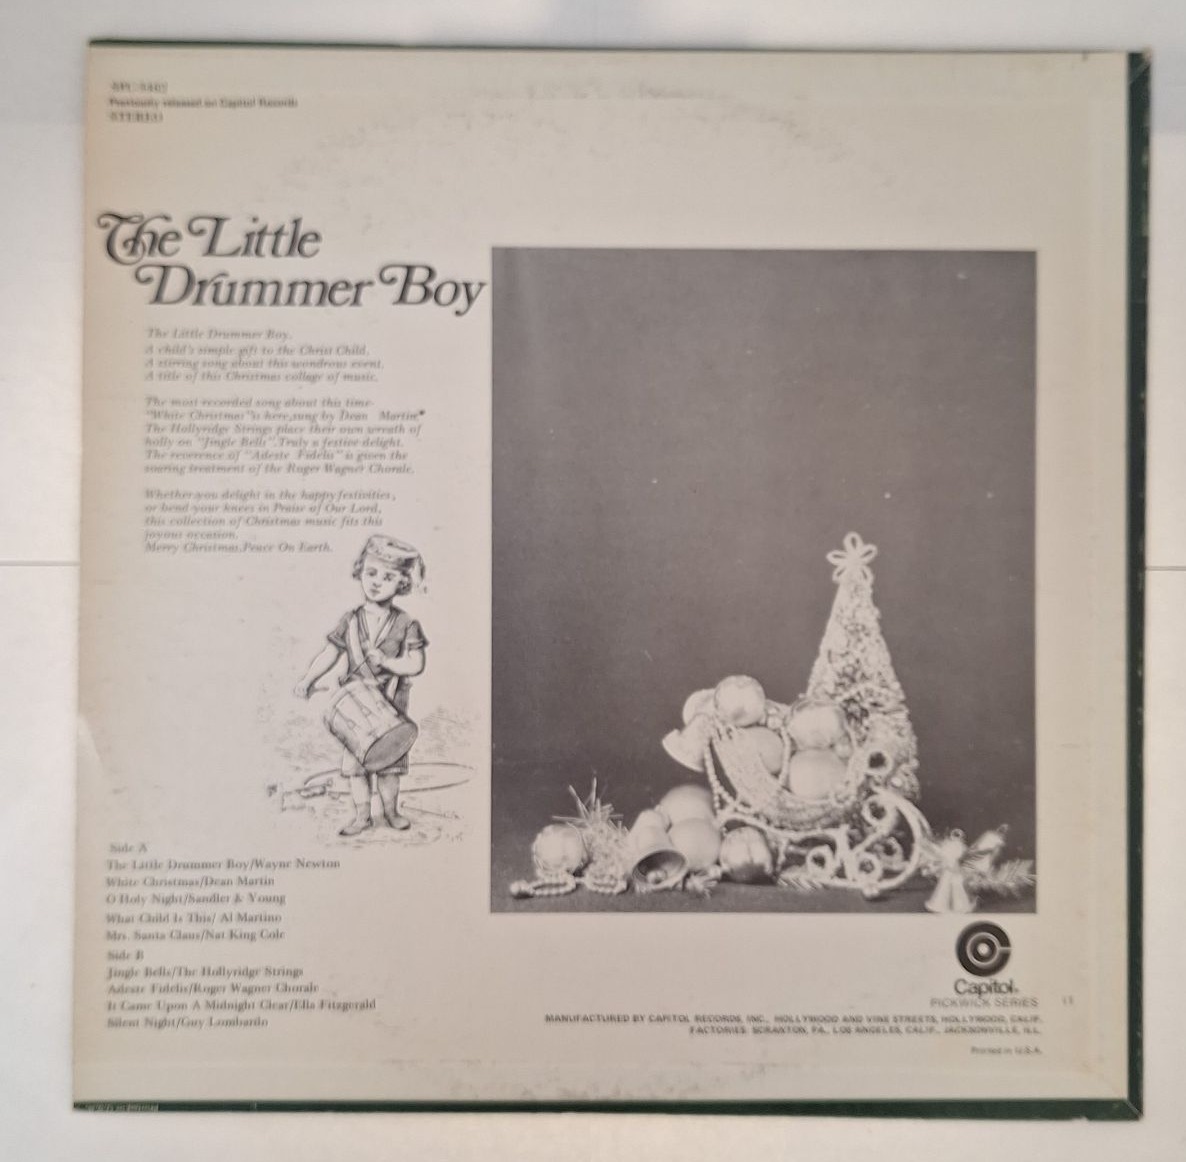 SPC-3462
Previously released on Capitol Records
STEREO
The Little
Drummer Boy
The Little Drummer Boy.
A child's simple gift to the Christ Child.
A stirring song about this wondrous event.
A title of this Christmas collage of music.
The most recorded song about this time-
"White Christmas" is here, sung by Dean Martin.
The Hollyridge Strings place their own wreath of
holly on "Jingle Bells". Truly a festive delight.
The reverence of "Adeste Fidelis" is given the
soaring treatment of the Roger Wagner Chorale.
Whether you delight in the happy festivities,
or bend your knees in Praise of Our Lord,
this collection of Christmas music fits this
joyous occasion.
Merry Christmas, Peace On Earth.
Side A
The Little Drummer Boy/Wayne Newton
White Christmas/Dean Martin
O Holy Night/Sandler & Young
What Child Is This/ Al Martino
Mrs. Santa Claus/Nat King Cole
Side B
Jingle Bells/The Hollyridge Strings
Adeste Fidelis/Roger Wagner Chorale
It Came Upon A Midnight Clear/Ella Fitzgerald
Silent Night/Guy Lombardo
Capitol
PICKWICK SERIES
MANUFACTURED BY CAPITOL RECORDS, INC., HOLLYWOOD AND VINE STREETS, HOLLYWOOD, CALIF.
FACTORIES: SCRANTON, PA., LOS ANGELES, CALIF., JACKSONVILLE, ILL.
Printed in U.S.A.